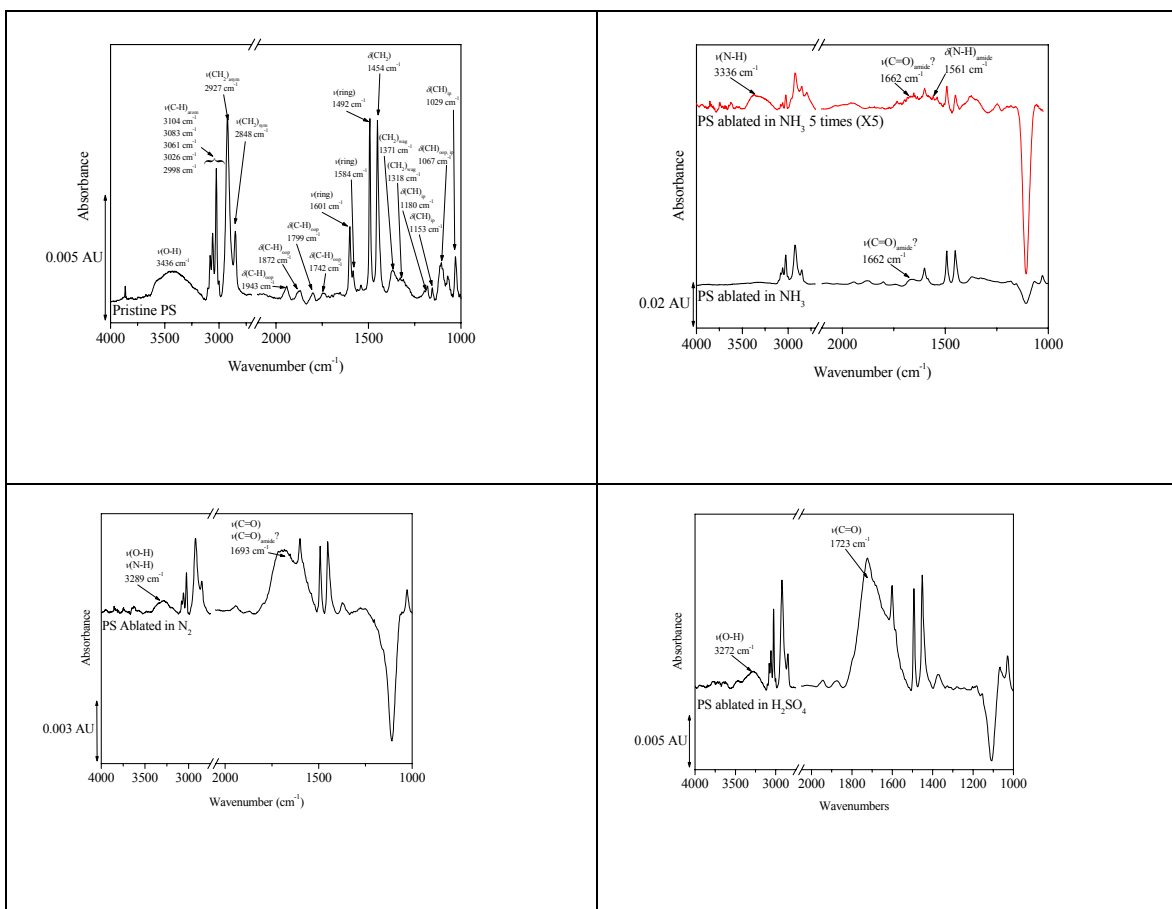 Absorbance
0.005 AU
ν(O-H)
3436 cm⁻¹
ν(C-H)arom
3104 cm⁻¹
3083 cm⁻¹
3061 cm⁻¹
3026 cm⁻¹
2998 cm⁻¹
ν(CH₂)asym
2927 cm⁻¹
ν(CH₂)sym
2848 cm⁻¹
δ(C-H)oop
1943 cm⁻¹
δ(C-H)oop
1872 cm⁻¹
δ(C-H)oop
1799 cm⁻¹
δ(C-H)oop
1742 cm⁻¹
ν(ring)
1601 cm⁻¹
ν(ring)
1584 cm⁻¹
ν(ring)
1492 cm⁻¹
δ(CH₂)
1454 cm⁻¹
(CH₂)wag
1371 cm⁻¹
(CH₂)wag
1318 cm⁻¹
δ(CH)ip
1180 cm⁻¹
δ(CH)ip
1153 cm⁻¹
δ(CH)oop, ip
1067 cm⁻¹
δ(CH)ip
1029 cm⁻¹
Pristine PS
4000 3500 3000 2000 1500 1000
Wavenumber (cm⁻¹)
Absorbance
0.02 AU
ν(N-H)
3336 cm⁻¹
ν(C=O)amide?
1662 cm⁻¹
δ(N-H)amide
1561 cm⁻¹
PS ablated in NH₃ 5 times (X5)
ν(C=O)amide?
1662 cm⁻¹
PS ablated in NH₃
4000 3500 3000 2000 1500 1000
Wavenumber (cm⁻¹)
Absorbance
0.003 AU
ν(O-H)
ν(N-H)
3289 cm⁻¹
ν(C=O)
ν(C=O)amide?
1693 cm⁻¹
PS Ablated in N₂
4000 3500 3000 2000 1500 1000
Wavenumber (cm⁻¹)
Absorbance
0.005 AU
ν(O-H)
3272 cm⁻¹
ν(C=O)
1723 cm⁻¹
PS ablated in H₂SO₄
4000 3500 3000 2000 1800 1600 1400 1200 1000
Wavenumbers